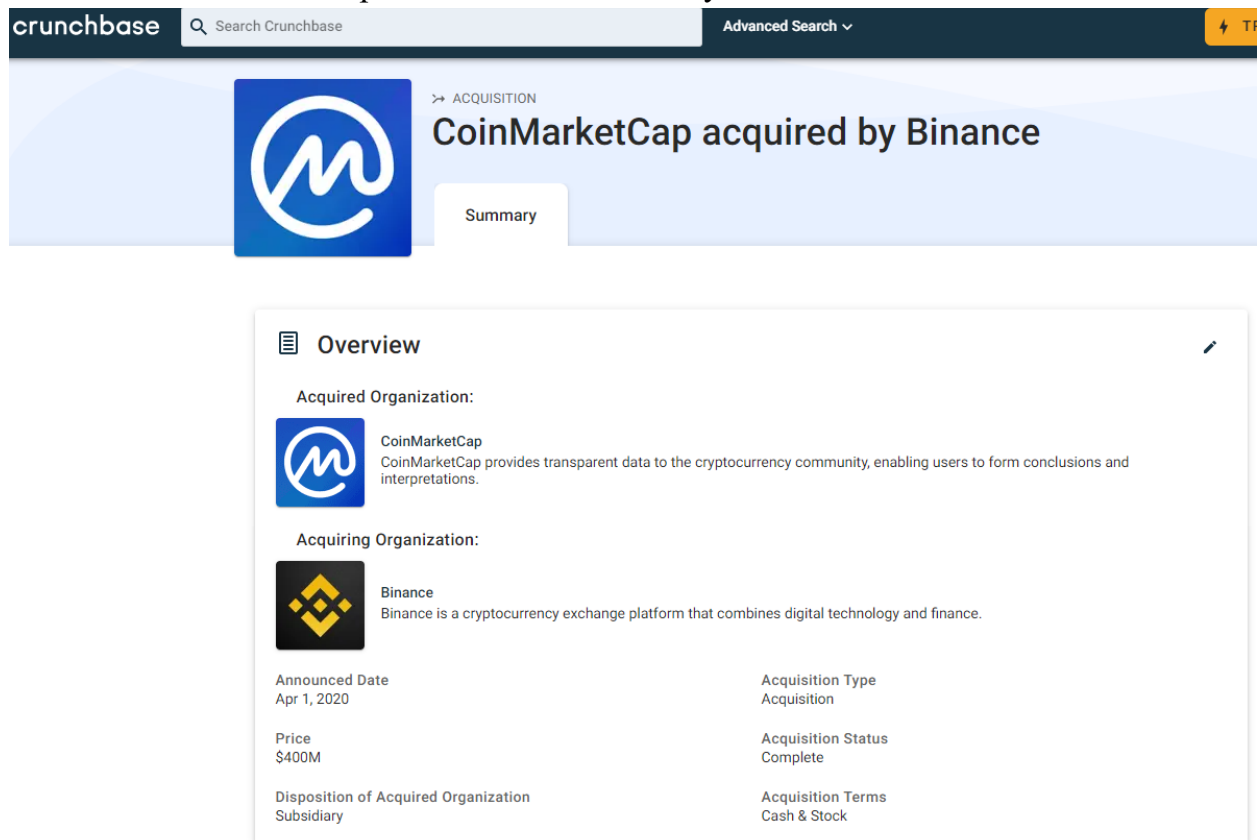 crunchbase
Search Crunchbase
Advanced Search
ACQUISITION
CoinMarketCap acquired by Binance
Summary
Overview
Acquired Organization:
CoinMarketCap
CoinMarketCap provides transparent data to the cryptocurrency community, enabling users to form conclusions and
interpretations.
Acquiring Organization:
Binance
Binance is a cryptocurrency exchange platform that combines digital technology and finance.
Announced Date
Apr 1, 2020
Acquisition Type
Acquisition
Price
$400M
Acquisition Status
Complete
Disposition of Acquired Organization
Subsidiary
Acquisition Terms
Cash & Stock